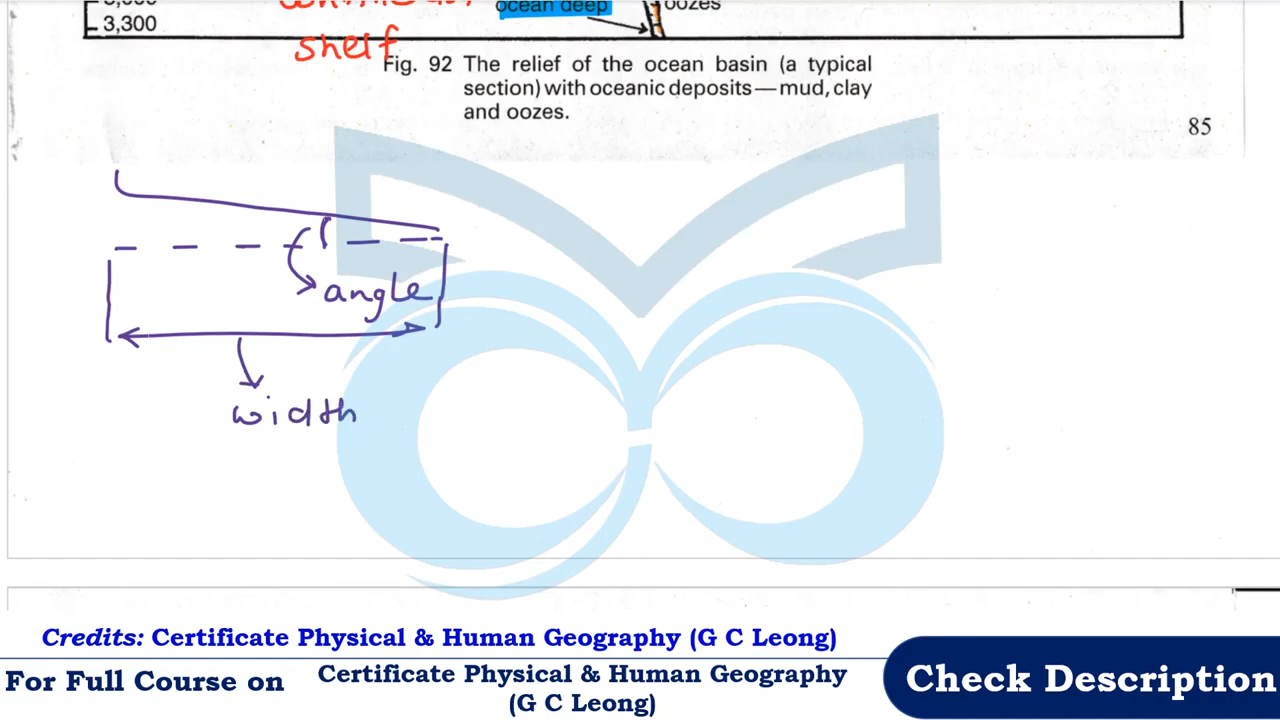 3,300
ocean deep
oozes
shelf
Fig. 92 The relief of the ocean basin (a typical
section) with oceanic deposits—mud, clay
and oozes.
85
angle
width
Credits: Certificate Physical & Human Geography (G C Leong)
For Full Course on
Certificate Physical & Human Geography
(G C Leong)
Check Description